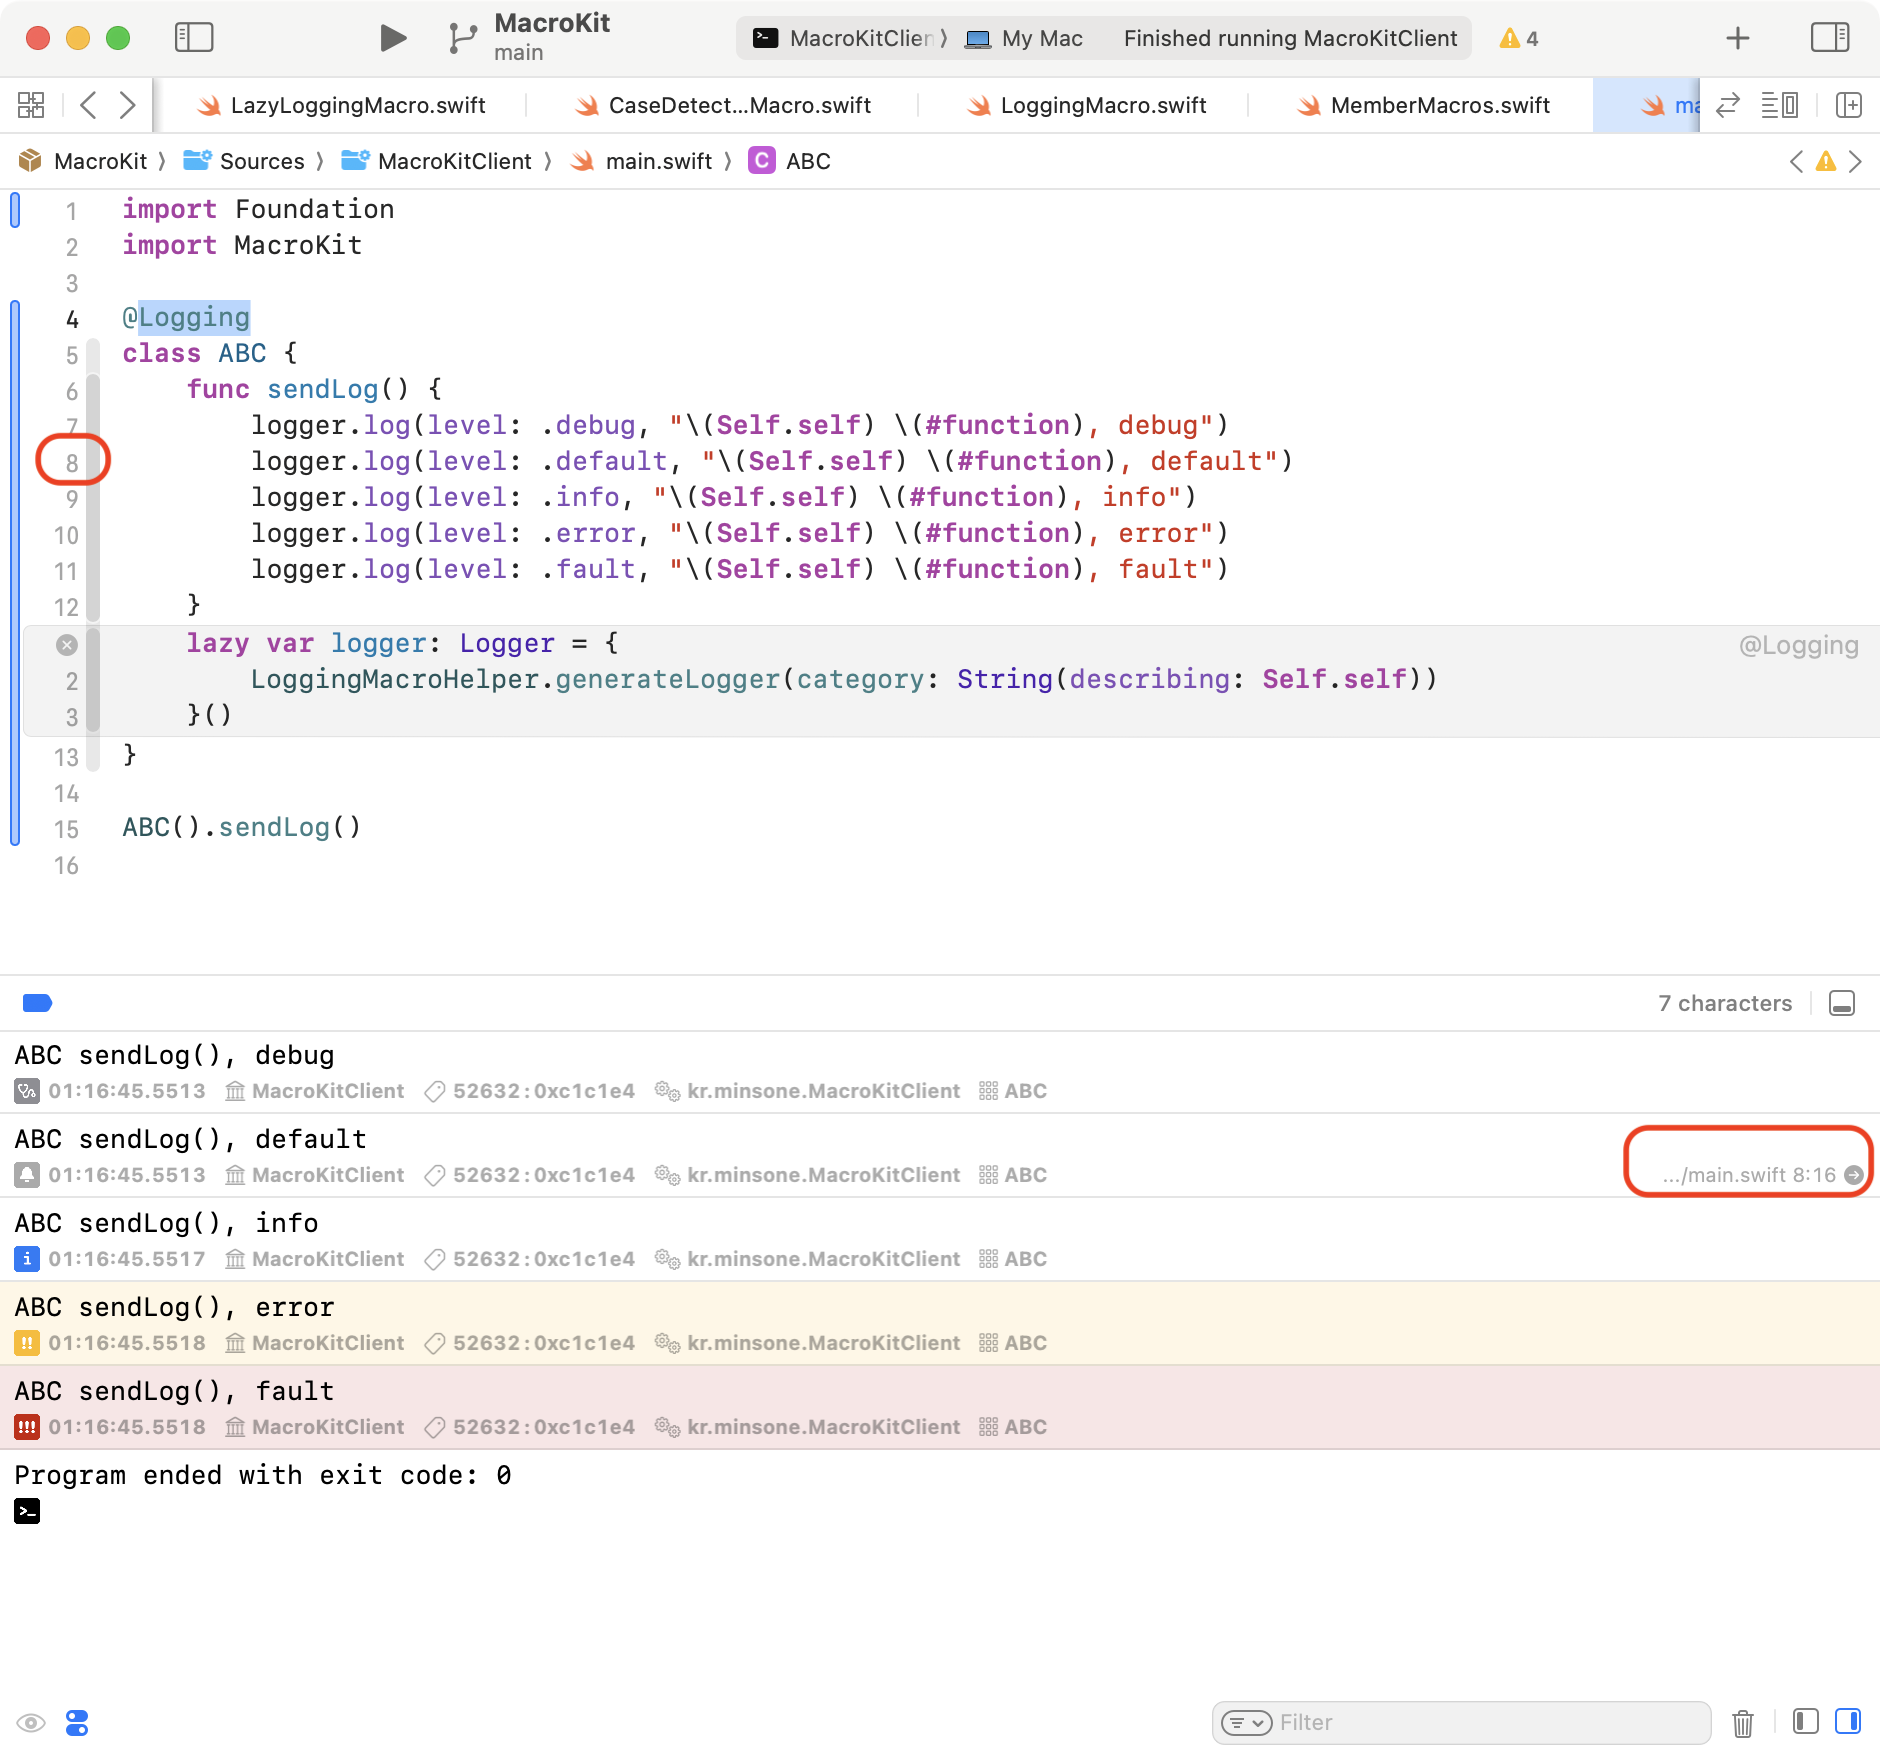 MacroKit
main
MacroKitClien 〉 My Mac Finished running MacroKitClient 4
LazyLoggingMacro.swift CaseDetect...Macro.swift LoggingMacro.swift MemberMacros.swift ma
MacroKit 〉 Sources 〉 MacroKitClient 〉 main.swift 〉 C ABC
1 import Foundation
2 import MacroKit
3
4 @Logging
5 class ABC {
6 func sendLog() {
7 logger.log(level: .debug, "\(Self.self) \(#function), debug")
8 logger.log(level: .default, "\(Self.self) \(#function), default")
9 logger.log(level: .info, "\(Self.self) \(#function), info")
10 logger.log(level: .error, "\(Self.self) \(#function), error")
11 logger.log(level: .fault, "\(Self.self) \(#function), fault")
12 }
lazy var logger: Logger = { @Logging
2 LoggingMacroHelper.generateLogger(category: String(describing: Self.self))
3 }()
13 }
14
15 ABC().sendLog()
16
7 characters
ABC sendLog(), debug
01:16:45.5513 MacroKitClient 52632:0xc1c1e4 kr.minsone.MacroKitClient ABC
ABC sendLog(), default
01:16:45.5513 MacroKitClient 52632:0xc1c1e4 kr.minsone.MacroKitClient ABC .../main.swift 8:16
ABC sendLog(), info
01:16:45.5517 MacroKitClient 52632:0xc1c1e4 kr.minsone.MacroKitClient ABC
ABC sendLog(), error
01:16:45.5518 MacroKitClient 52632:0xc1c1e4 kr.minsone.MacroKitClient ABC
ABC sendLog(), fault
01:16:45.5518 MacroKitClient 52632:0xc1c1e4 kr.minsone.MacroKitClient ABC
Program ended with exit code: 0
Filter